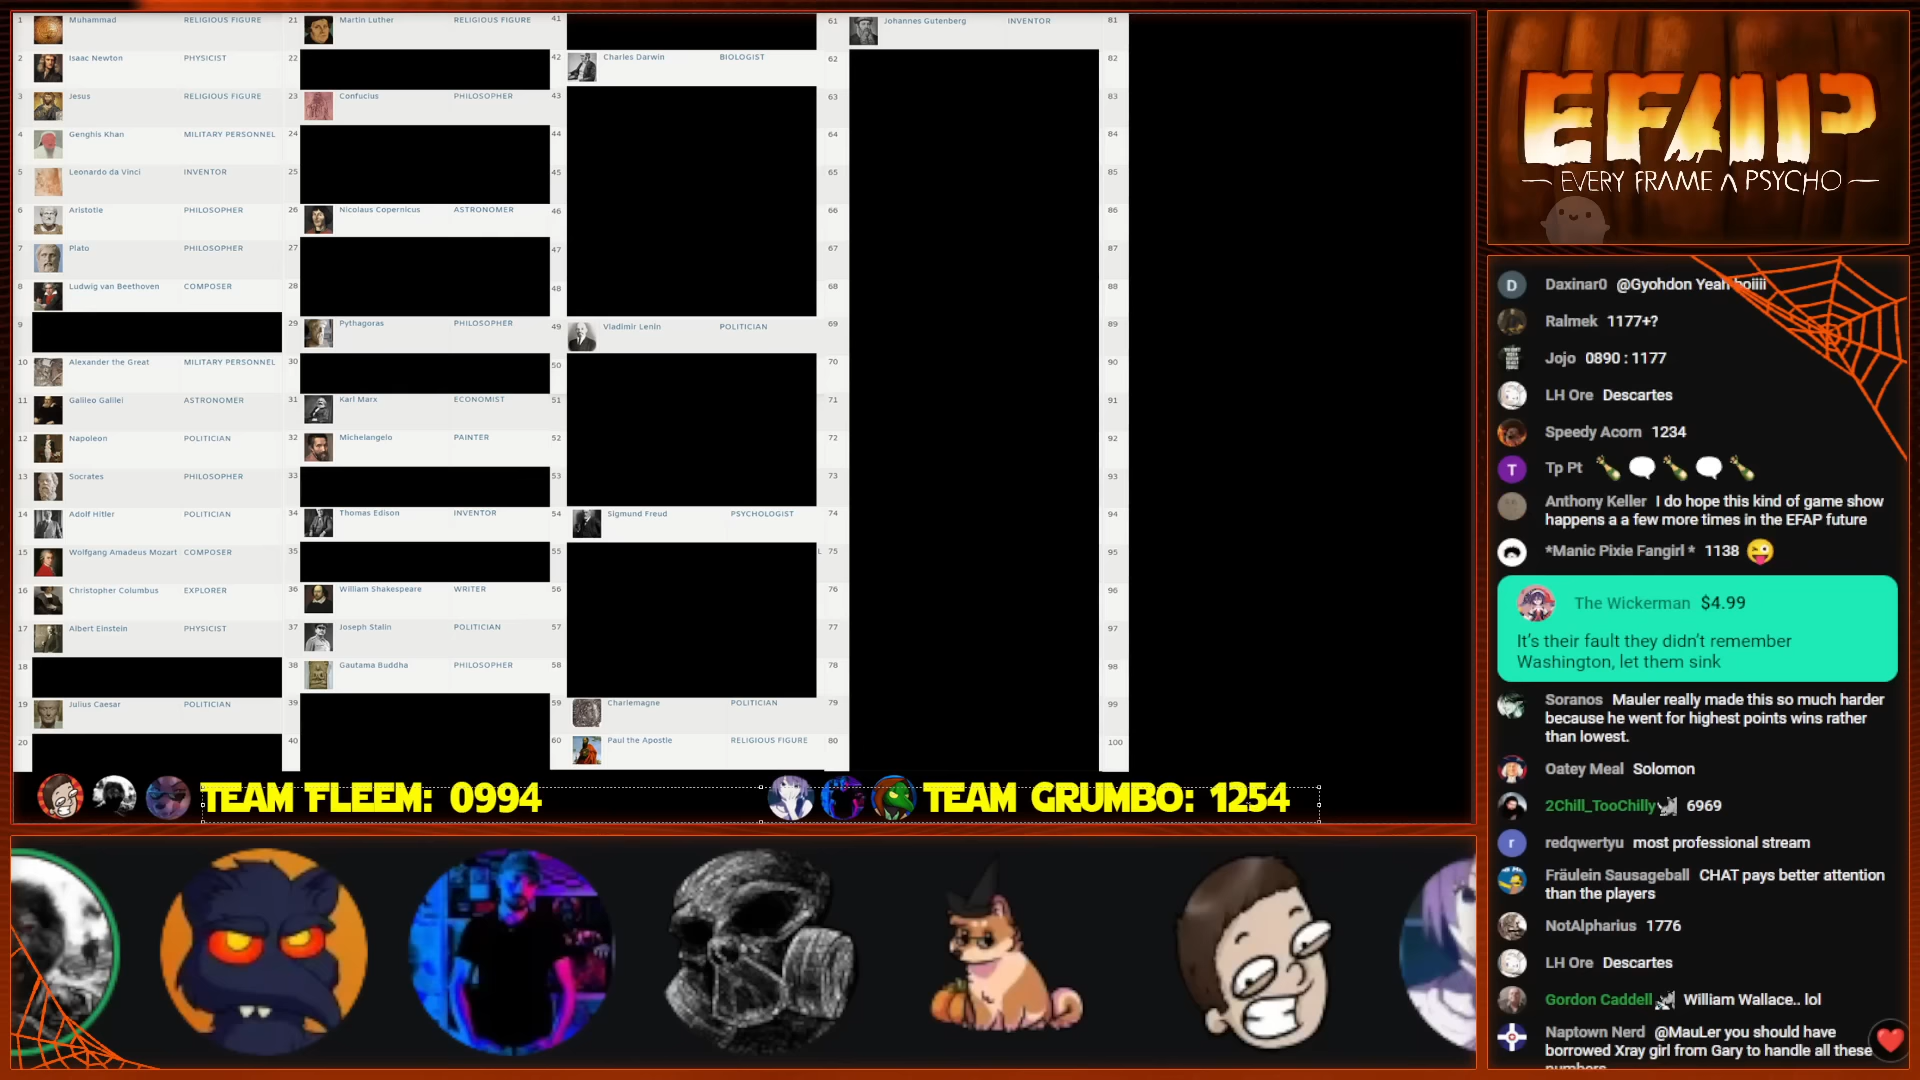 1 Muhammad RELIGIOUS FIGURE
2 Isaac Newton PHYSICIST
3 Jesus RELIGIOUS FIGURE
4 Genghis Khan MILITARY PERSONNEL
5 Leonardo da Vinci INVENTOR
6 Aristotle PHILOSOPHER
7 Plato PHILOSOPHER
8 Ludwig van Beethoven COMPOSER
9
10 Alexander the Great MILITARY PERSONNEL
11 Galileo Galilei ASTRONOMER
12 Napoleon POLITICIAN
13 Socrates PHILOSOPHER
14 Adolf Hitler POLITICIAN
15 Wolfgang Amadeus Mozart COMPOSER
16 Christopher Columbus EXPLORER
17 Albert Einstein PHYSICIST
18
19 Julius Caesar POLITICIAN
20
21 Martin Luther RELIGIOUS FIGURE
22
23 Confucius PHILOSOPHER
24
25
26 Nicolaus Copernicus ASTRONOMER
27
28
29 Pythagoras PHILOSOPHER
30
31 Karl Marx ECONOMIST
32 Michelangelo PAINTER
33
34 Thomas Edison INVENTOR
35
36 William Shakespeare WRITER
37 Joseph Stalin POLITICIAN
38 Gautama Buddha PHILOSOPHER
39
40
41
42 Charles Darwin BIOLOGIST
43
44
45
46
47
48
49 Vladimir Lenin POLITICIAN
50
51
52
53
54 Sigmund Freud PSYCHOLOGIST
55
56
57
58
59 Charlemagne POLITICIAN
60 Paul the Apostle RELIGIOUS FIGURE
61 Johannes Gutenberg INVENTOR
62
63
64
65
66
67
68
69
70
71
72
73
74
L 75
76
77
78
79
80
81
82
83
84
85
86
87
88
89
90
91
92
93
94
95
96
97
98
99
100
TEAM FLEEM: 0994
TEAM GRUMBO: 1254
EFAP
EVERY FRAME A PSYCHO
D Daxinar0 @Gyohdon Yeah boiiii
Ralmek 1177+?
Jojo 0890 : 1177
LH Ore Descartes
Speedy Acorn 1234
T Tp Pt 🍾 💬 🍾 💬 🍾
Anthony Keller I do hope this kind of game show
happens a a few more times in the EFAP future
*Manic Pixie Fangirl * 1138 😜
The Wickerman $4.99
It's their fault they didn't remember
Washington, let them sink
Soranos Mauler really made this so much harder
because he went for highest points wins rather
than lowest.
Oatey Meal Solomon
2Chill_TooChilly 6969
r redqwertyu most professional stream
Fräulein Sausageball CHAT pays better attention
than the players
NotAlpharius 1776
LH Ore Descartes
Gordon Caddell William Wallace.. lol
Naptown Nerd @MauLer you should have
borrowed Xray girl from Gary to handle all these
numbers